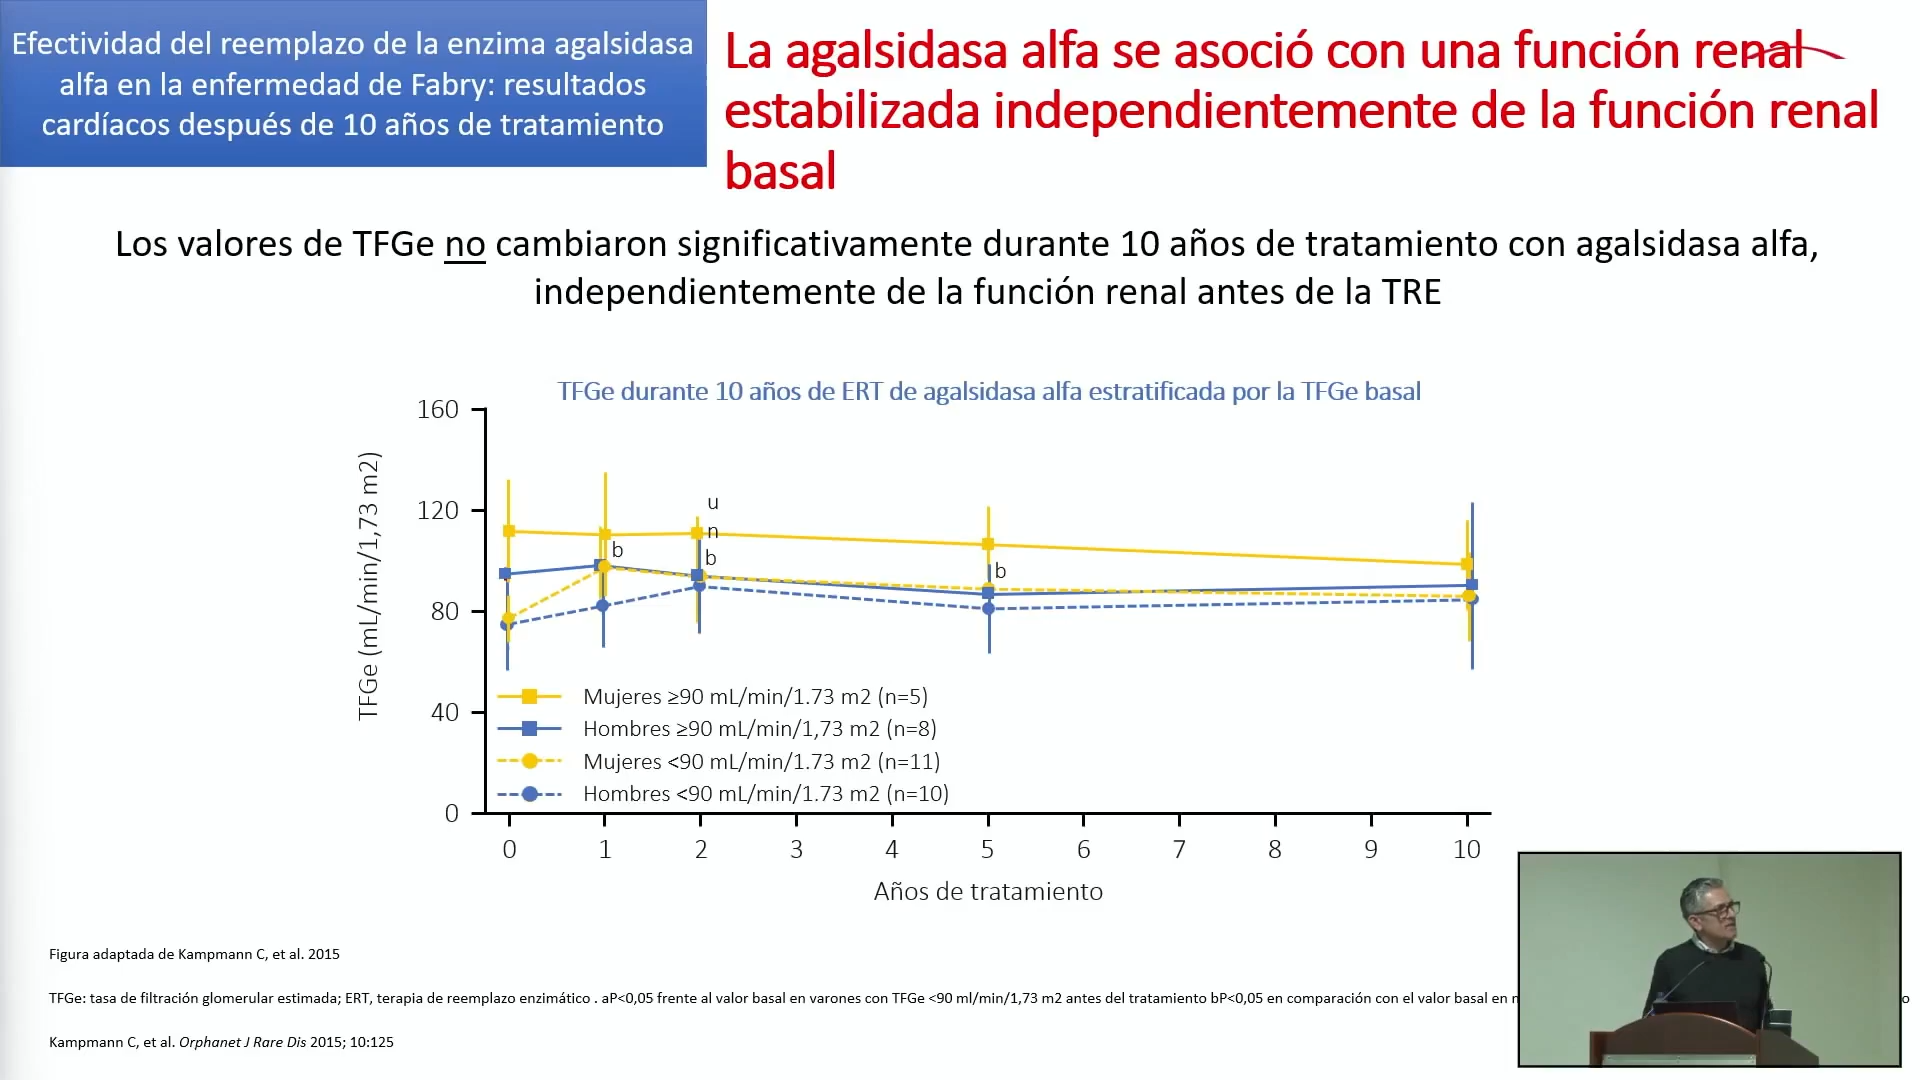 Efectividad del reemplazo de la enzima agalsidasa
alfa en la enfermedad de Fabry: resultados
cardíacos después de 10 años de tratamiento
La agalsidasa alfa se asoció con una función renal
estabilizada independientemente de la función renal
basal
Los valores de TFGe no cambiaron significativamente durante 10 años de tratamiento con agalsidasa alfa,
independientemente de la función renal antes de la TRE
TFGe durante 10 años de ERT de agalsidasa alfa estratificada por la TFGe basal
TFGe (mL/min/1,73 m2)
160
120
80
40
0
u
n
b
b
b
Mujeres ≥90 mL/min/1.73 m2 (n=5)
Hombres ≥90 mL/min/1,73 m2 (n=8)
Mujeres <90 mL/min/1.73 m2 (n=11)
Hombres <90 mL/min/1.73 m2 (n=10)
0 1 2 3 4 5 6 7 8 9 10
Años de tratamiento
Figura adaptada de Kampmann C, et al. 2015
TFGe: tasa de filtración glomerular estimada; ERT, terapia de reemplazo enzimático . aP<0,05 frente al valor basal en varones con TFGe <90 ml/min/1,73 m2 antes del tratamiento bP<0,05 en comparación con el valor basal en
Kampmann C, et al. Orphanet J Rare Dis 2015; 10:125